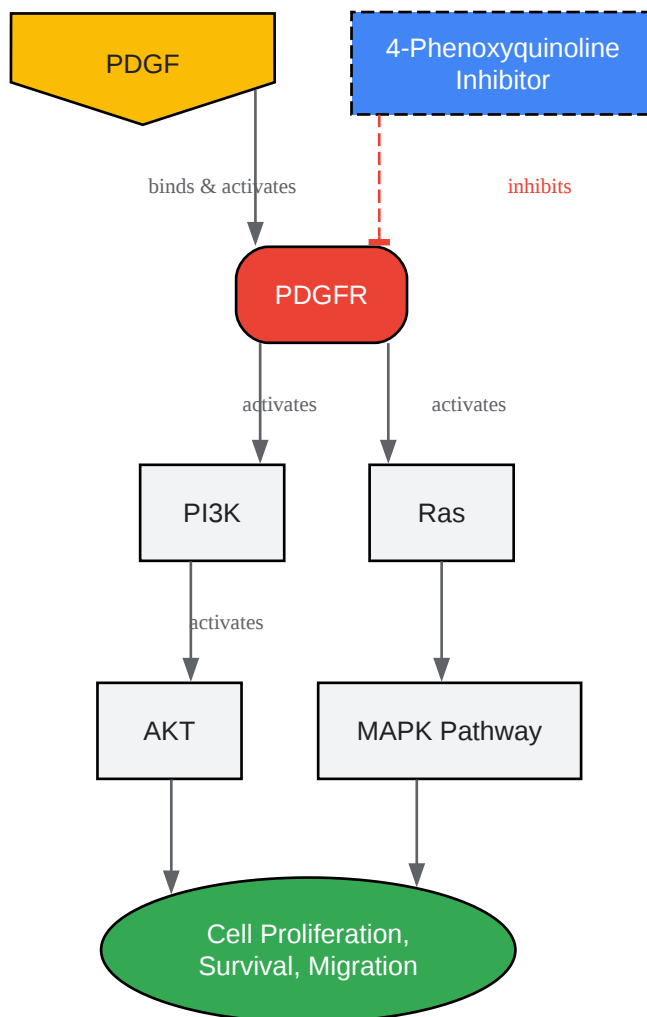 PDGF
4-Phenoxyquinoline
Inhibitor
binds & activates
inhibits
PDGFR
activates
activates
PI3K
Ras
activates
AKT
MAPK Pathway
Cell Proliferation,
Survival, Migration